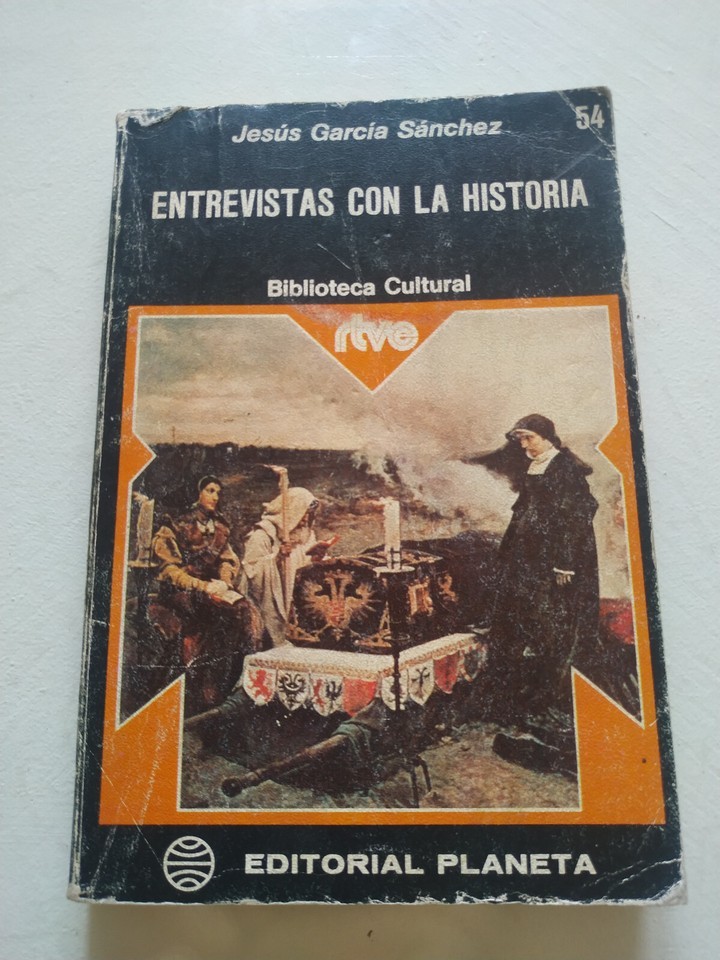 Jesús García Sánchez
54
ENTREVISTAS CON LA HISTORIA
Biblioteca Cultural
rtve
EDITORIAL PLANETA